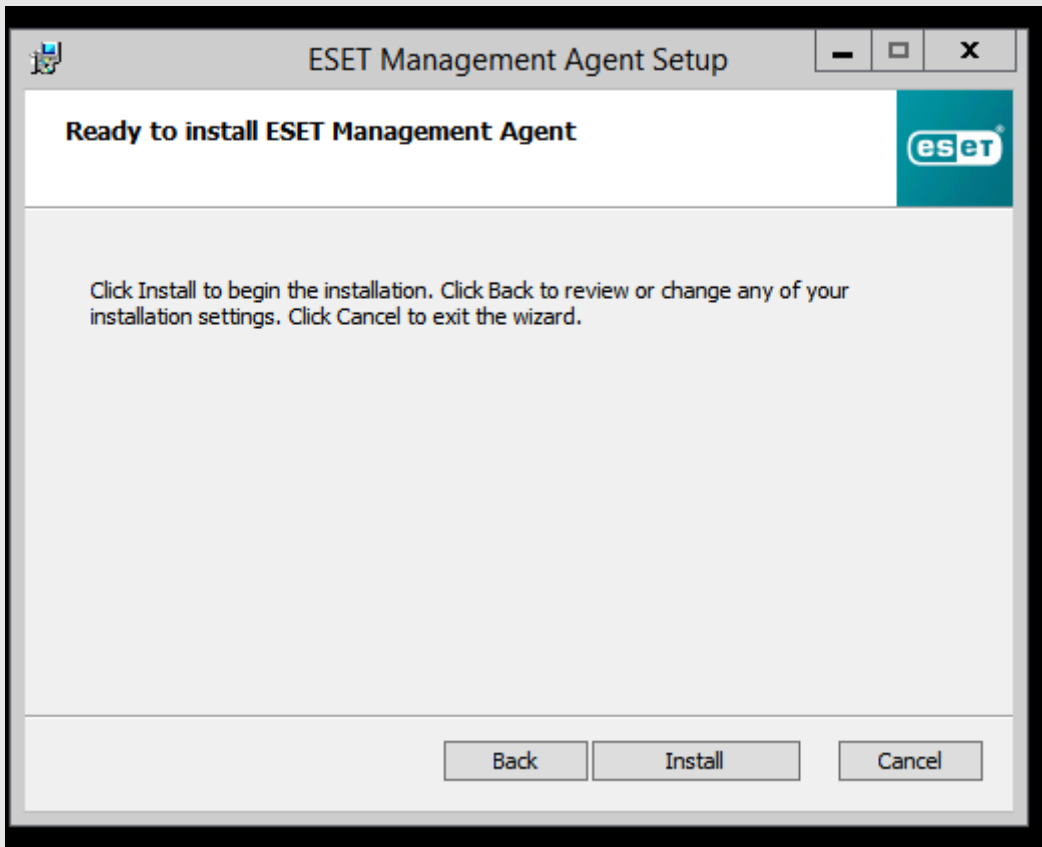 ESET Management Agent Setup
Ready to install ESET Management Agent
eseT®
Click Install to begin the installation. Click Back to review or change any of your
installation settings. Click Cancel to exit the wizard.
Back Install Cancel